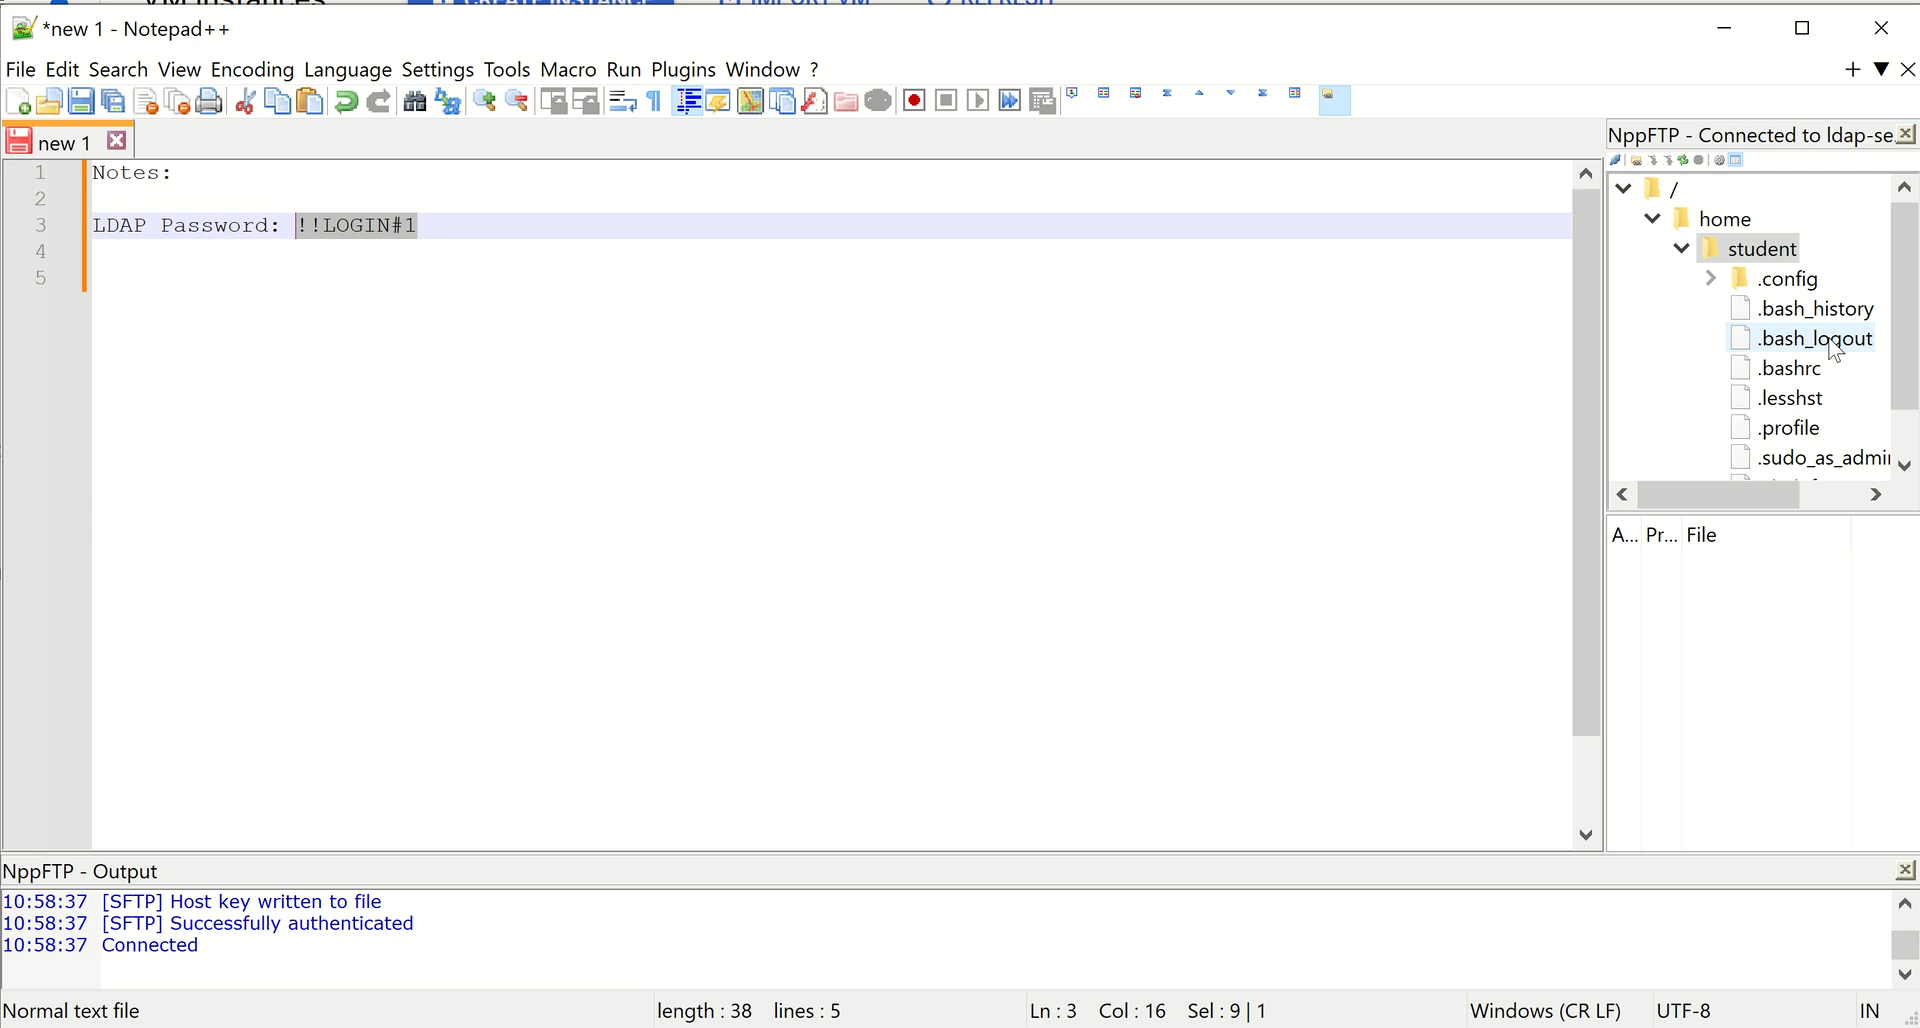 *new 1 - Notepad++
File Edit Search View Encoding Language Settings Tools Macro Run Plugins Window ?
new 1
NppFTP - Connected to ldap-se
1 Notes:
2
3 LDAP Password: !!LOGIN#1
4
5
/
home
student
.config
.bash_history
.bash_logout
.bashrc
.lesshst
.profile
.sudo_as_admi
A... Pr... File
NppFTP - Output
10:58:37 [SFTP] Host key written to file
10:58:37 [SFTP] Successfully authenticated
10:58:37 Connected
Normal text file length : 38 lines : 5 Ln : 3 Col : 16 Sel : 9 | 1 Windows (CR LF) UTF-8 IN